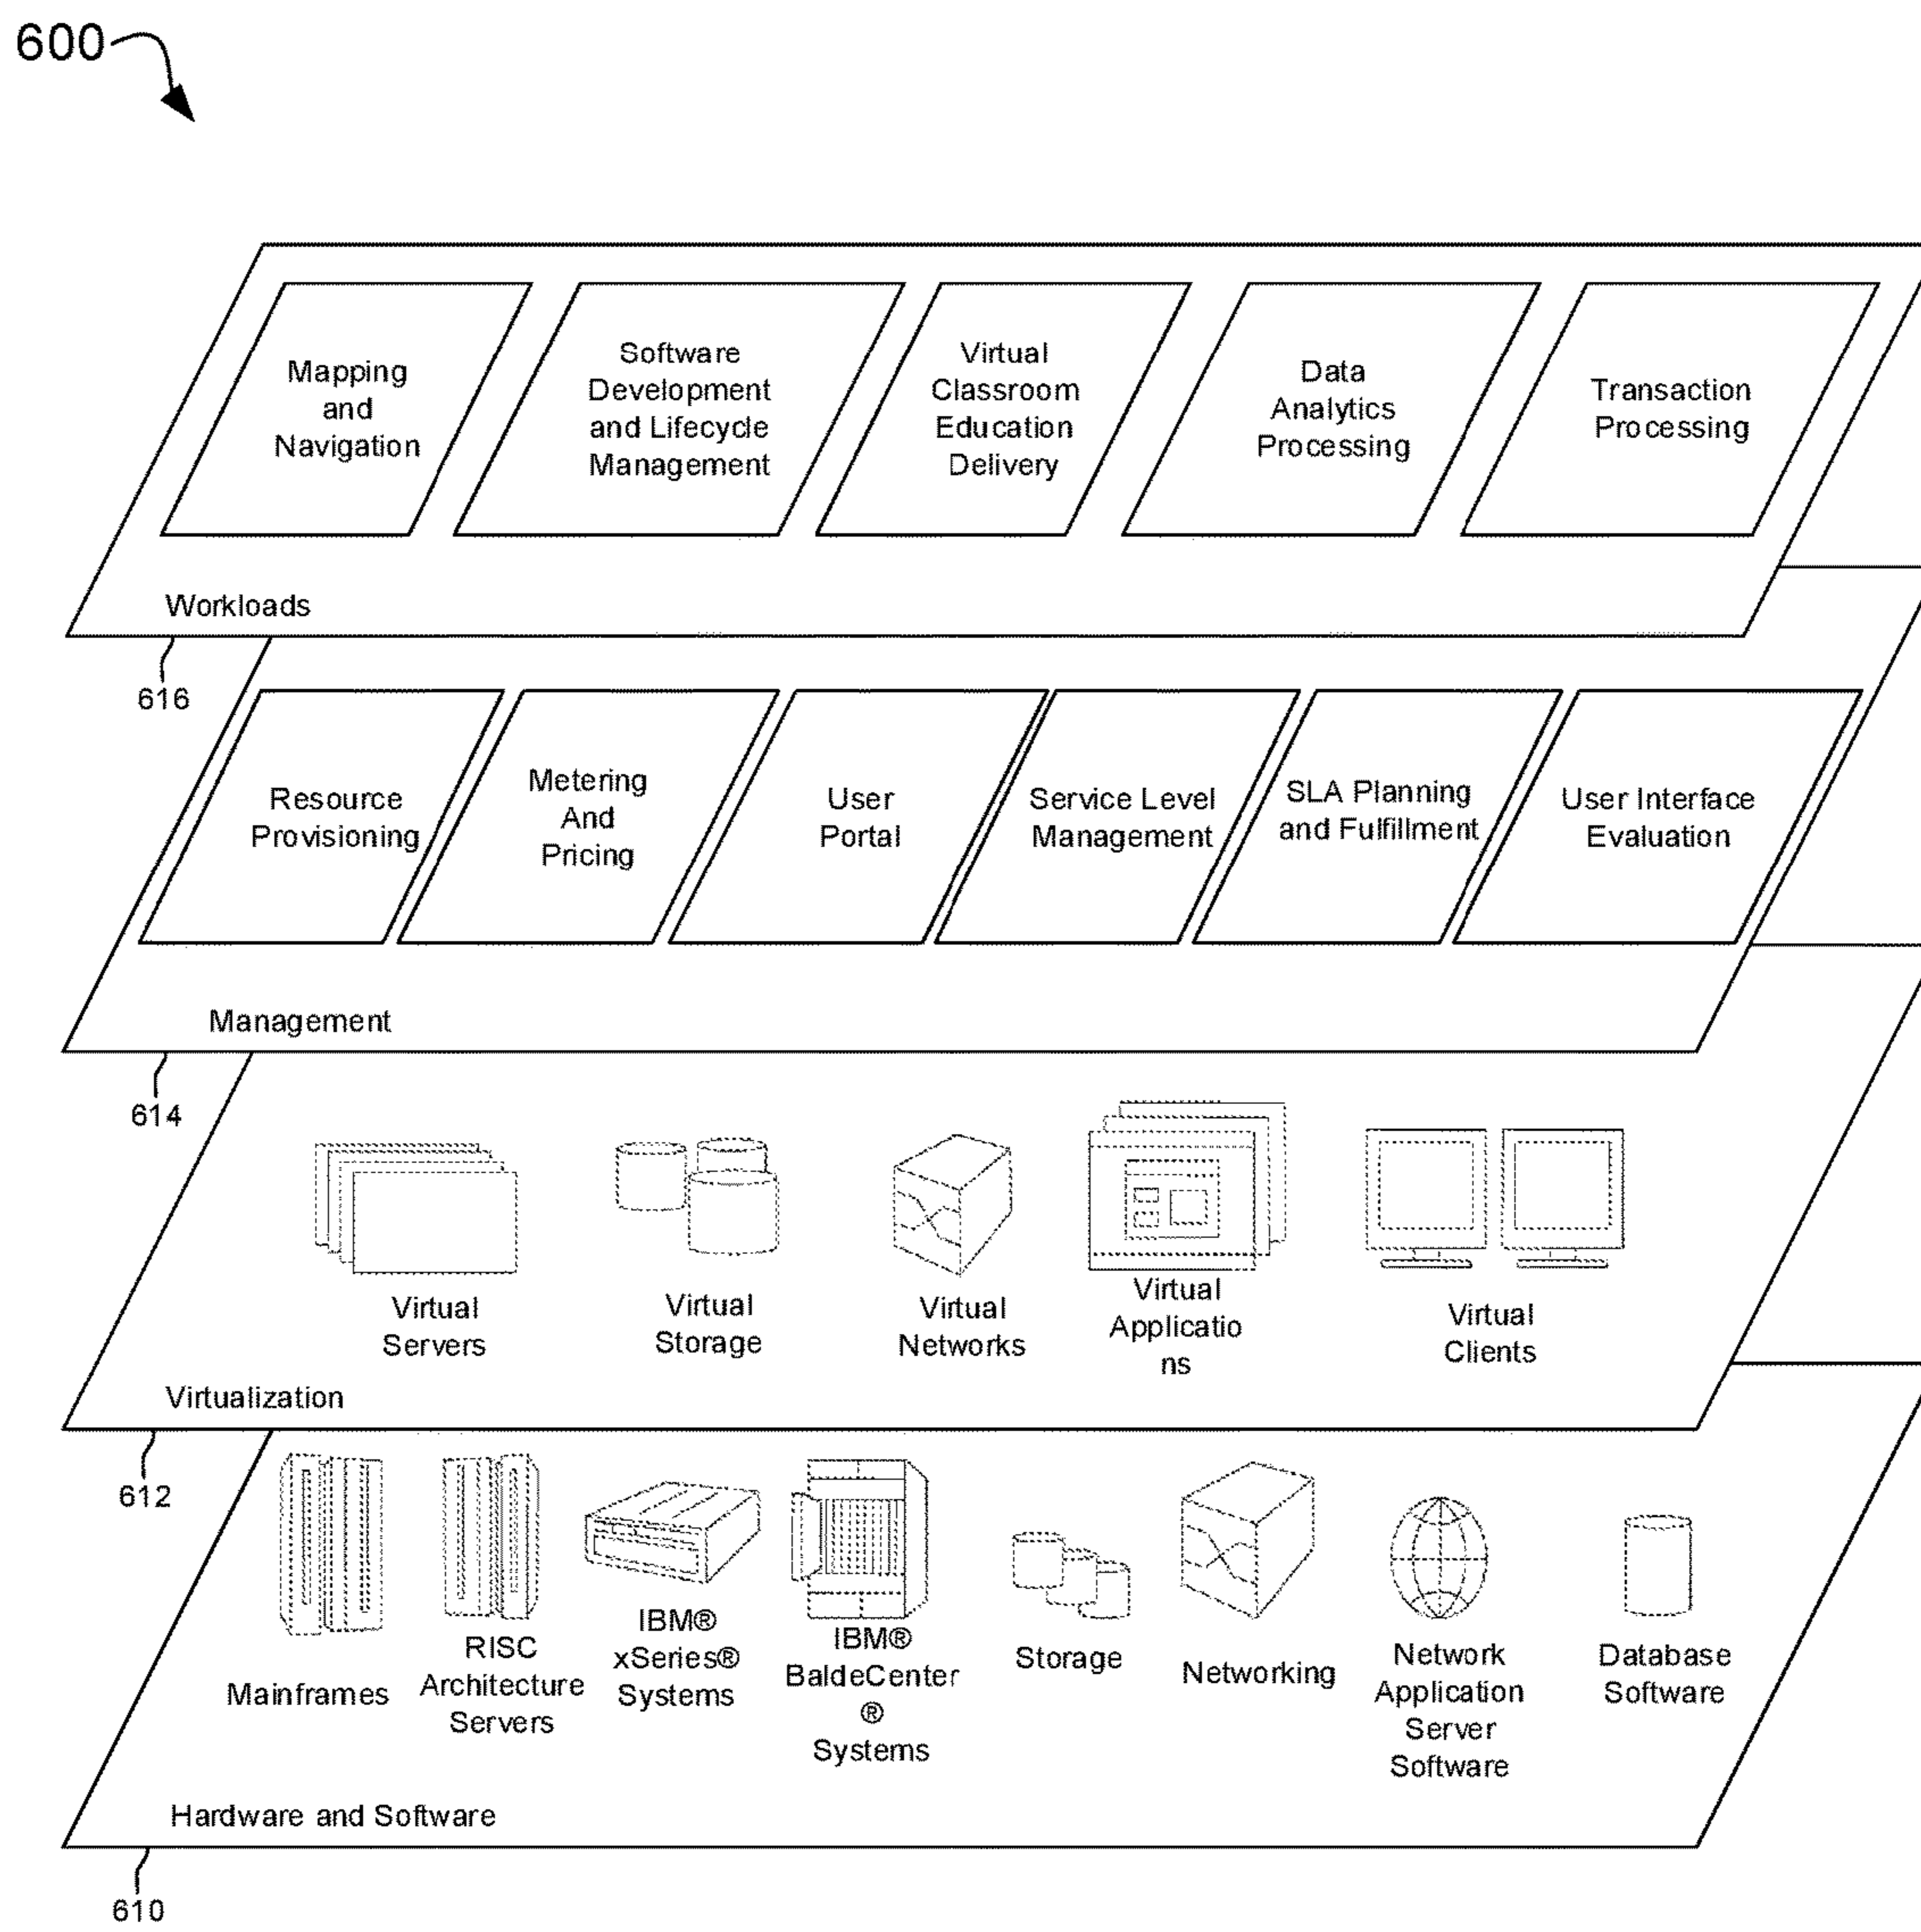 600
Mapping
and
Navigation
Software
Development
and Lifecycle
Management
Virtual
Classroom
Education
Delivery
Data
Analytics
Processing
Transaction
Processing
Workloads
616
Resource
Provisioning
Metering
And
Pricing
User
Portal
Service Level
Management
SLA Planning
and Fulfillment
User Interface
Evaluation
Management
614
Virtual
Servers
Virtual
Storage
Virtual
Networks
Virtual
Applicatio
ns
Virtual
Clients
Virtualization
612
Mainframes
RISC
Architecture
Servers
IBM®
xSeries®
Systems
IBM®
BaldeCenter
®
Systems
Storage
Networking
Network
Application
Server
Software
Database
Software
Hardware and Software
610